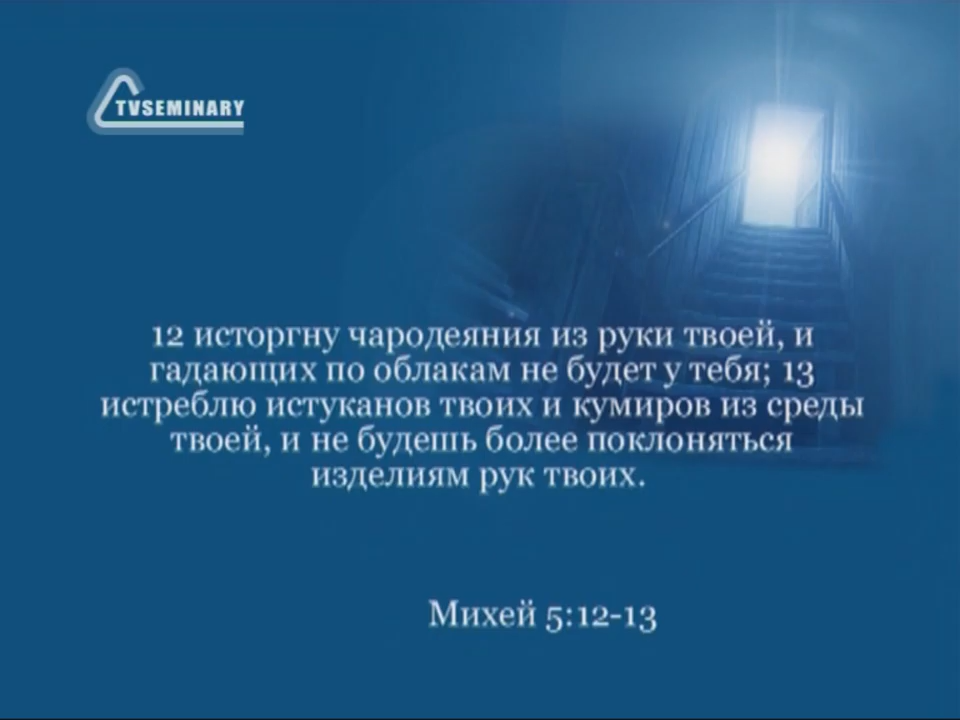 TVSEMINARY
12 исторгну чародеяния из руки твоей, и
гадающих по облакам не будет у тебя; 13
истреблю истуканов твоих и кумиров из среды
твоей, и не будешь более поклоняться
изделиям рук твоих.
Михей 5:12-13